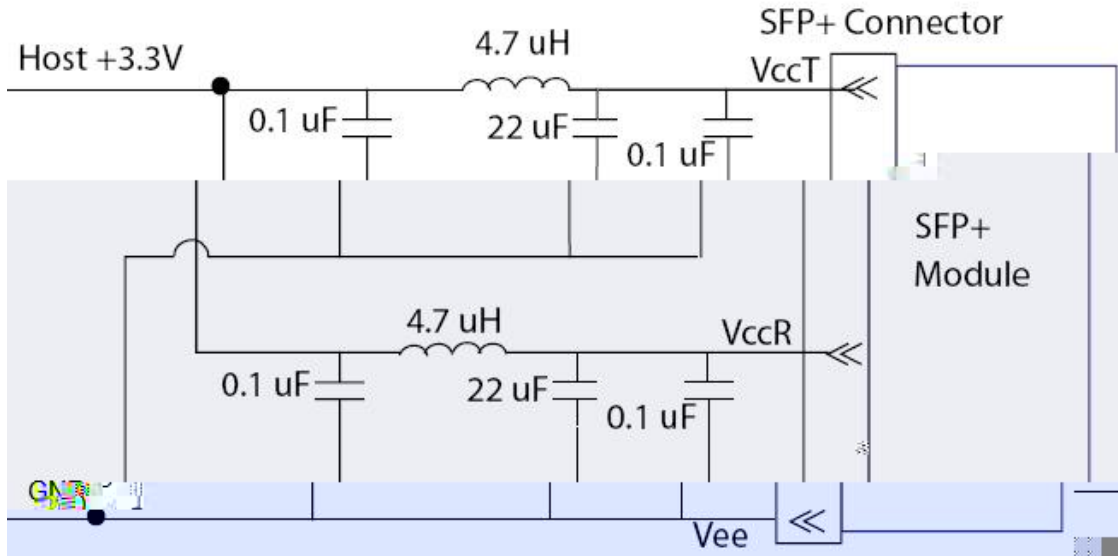 SFP+ Connector
4.7 uH
Host +3.3V
VccT
0.1 uF
22 uF
0.1 uF
SFP+
Module
4.7 uH
VccR
0.1 uF
22 uF
0.1 uF
Vee